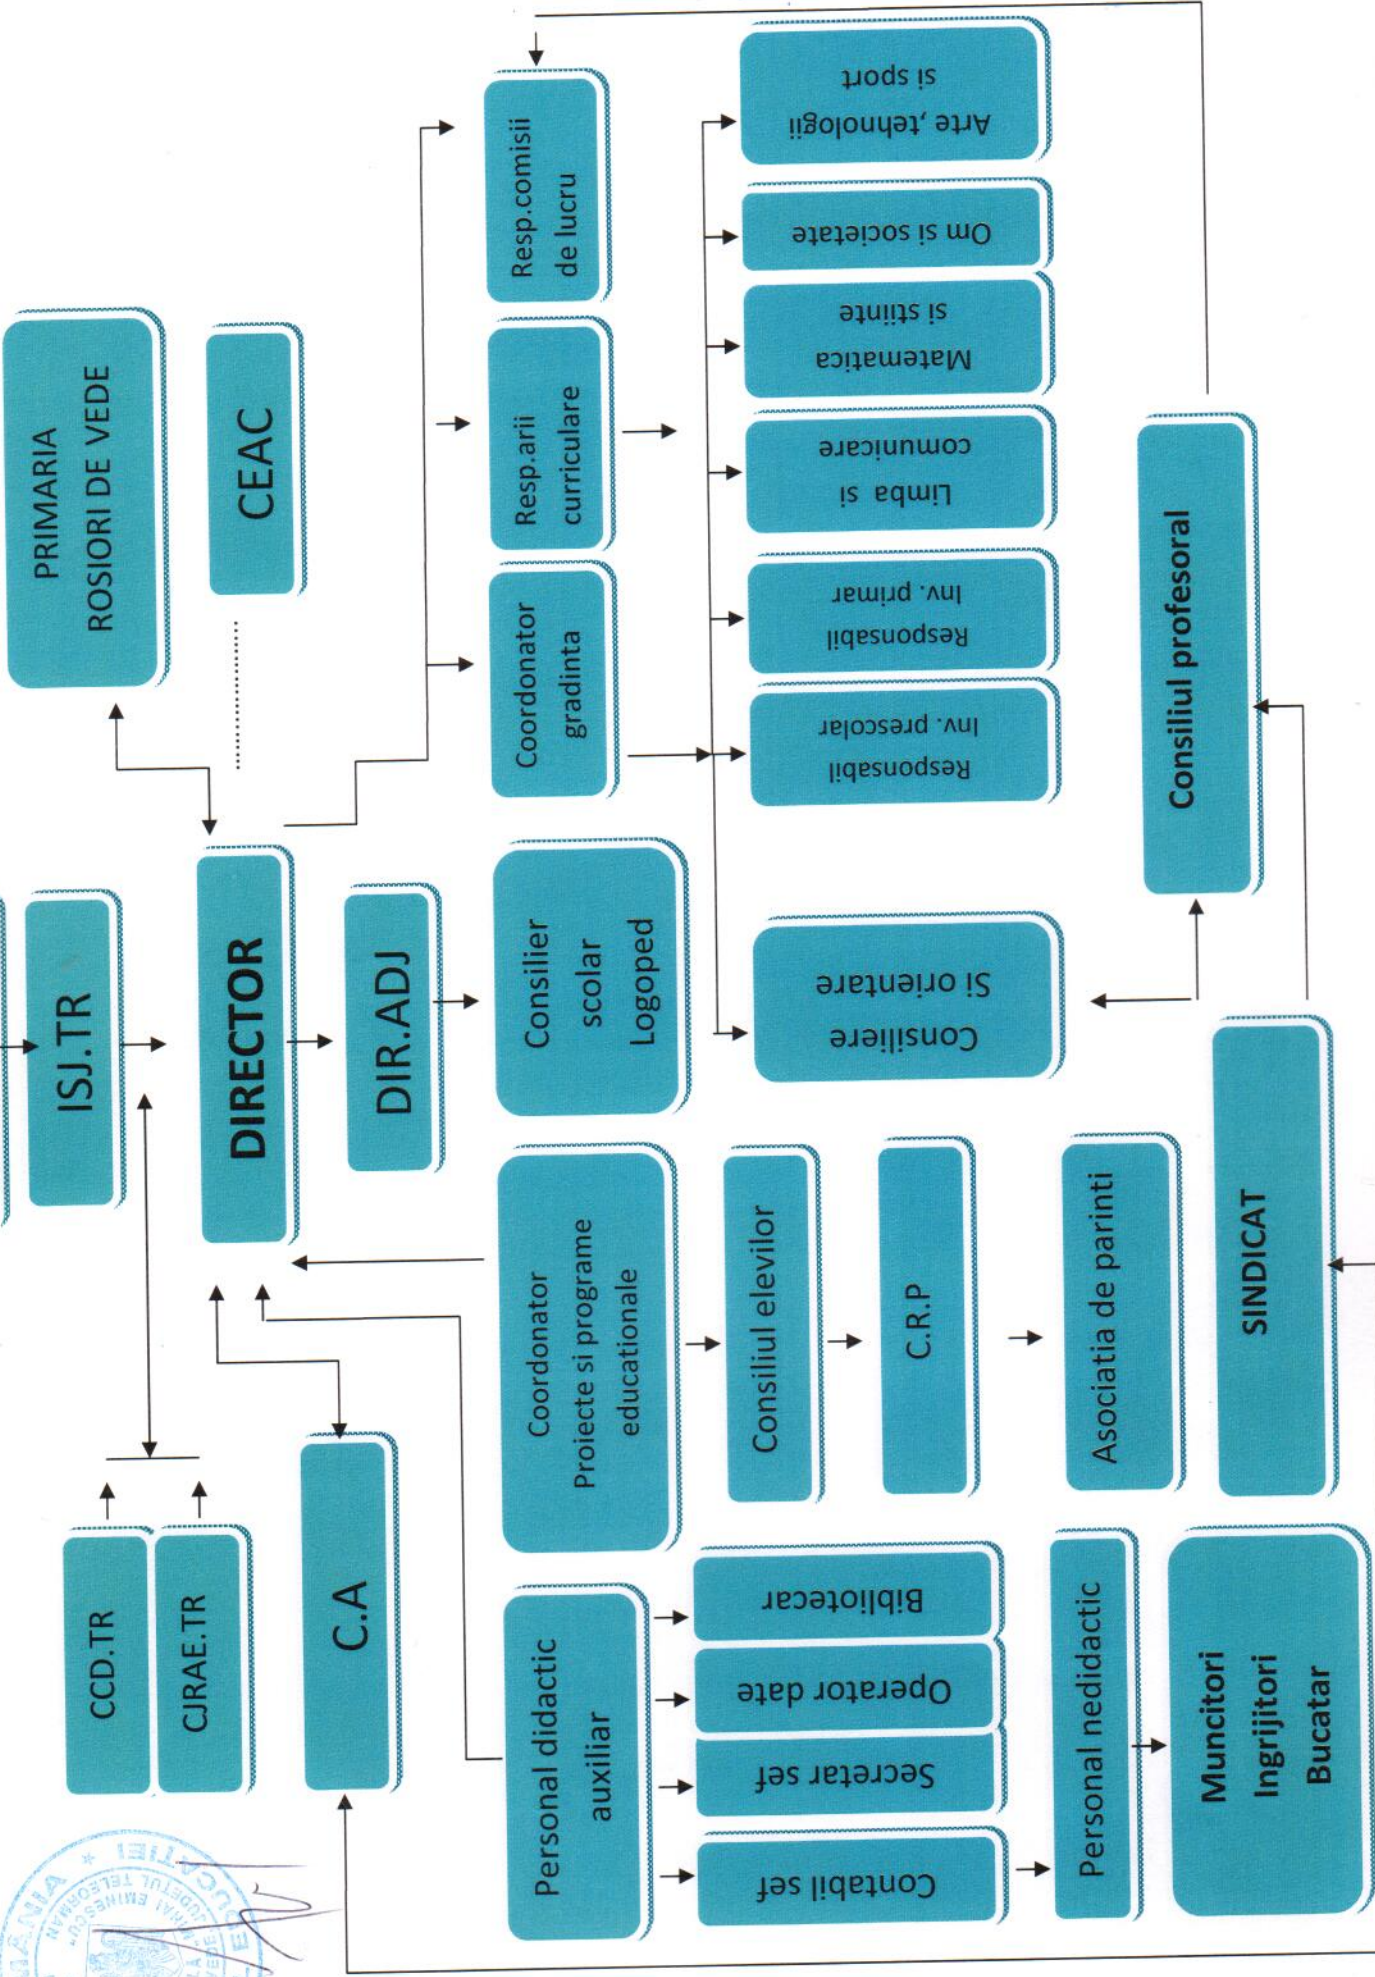 PRIMARIA
ROSIORI DE VEDE
CEAC
ISJ.TR
DIRECTOR
DIR.ADJ
CCD.TR
CJRAE.TR
C.A
Personal didactic
auxiliar
Coordonator
Proiecte si programe
educationale
Consilier
scolar
Logoped
Coordonator
gradinta
Resp.arii
curriculare
Resp.comisii
de lucru
Contabil sef
Secretar sef
Operator date
Bibliotecar
Consiliul elevilor
C.R.P
Asociatia de parinti
Consiliere
Si orientare
Responsabil
Inv. prescolar
Responsabil
Inv. primar
Limba si
comunicare
Matematica
si stiinte
Om si societate
Arte,tehnologii
si sport
Personal nedidactic
Muncitori
Ingrijitori
Bucatar
SINDICAT
Consiliul profesoral
JUDETUL TELEORMAN
MIHAI EMINESCU"